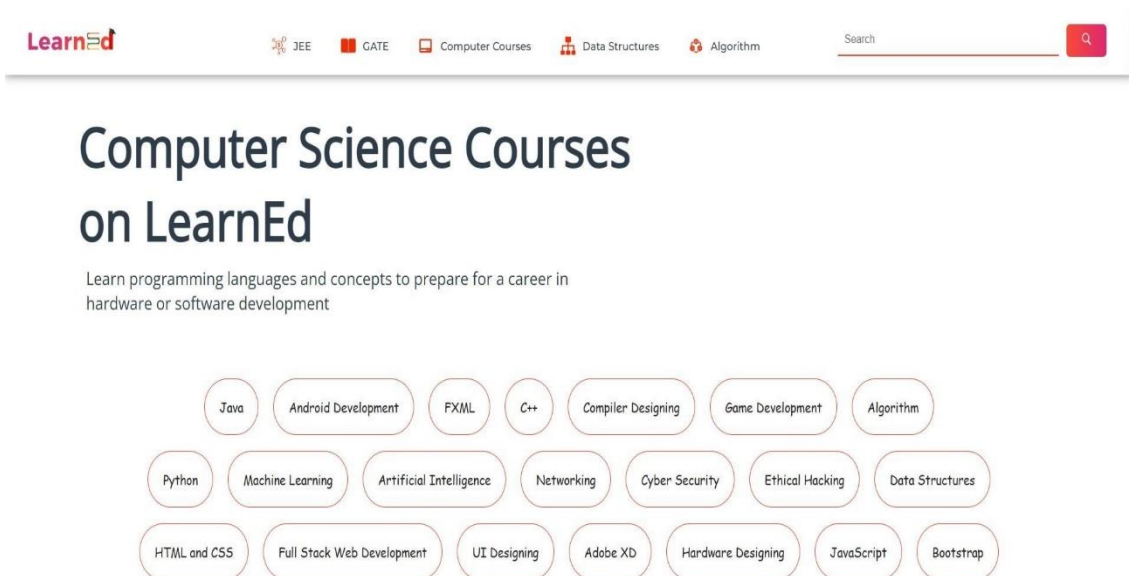 LearnEd JEE GATE Computer Courses Data Structures Algorithm Search
Computer Science Courses
on LearnEd
Learn programming languages and concepts to prepare for a career in
hardware or software development
Java Android Development FXML C++ Compiler Designing Game Development Algorithm
Python Machine Learning Artificial Intelligence Networking Cyber Security Ethical Hacking Data Structures
HTML and CSS Full Stack Web Development UI Designing Adobe XD Hardware Designing JavaScript Bootstrap